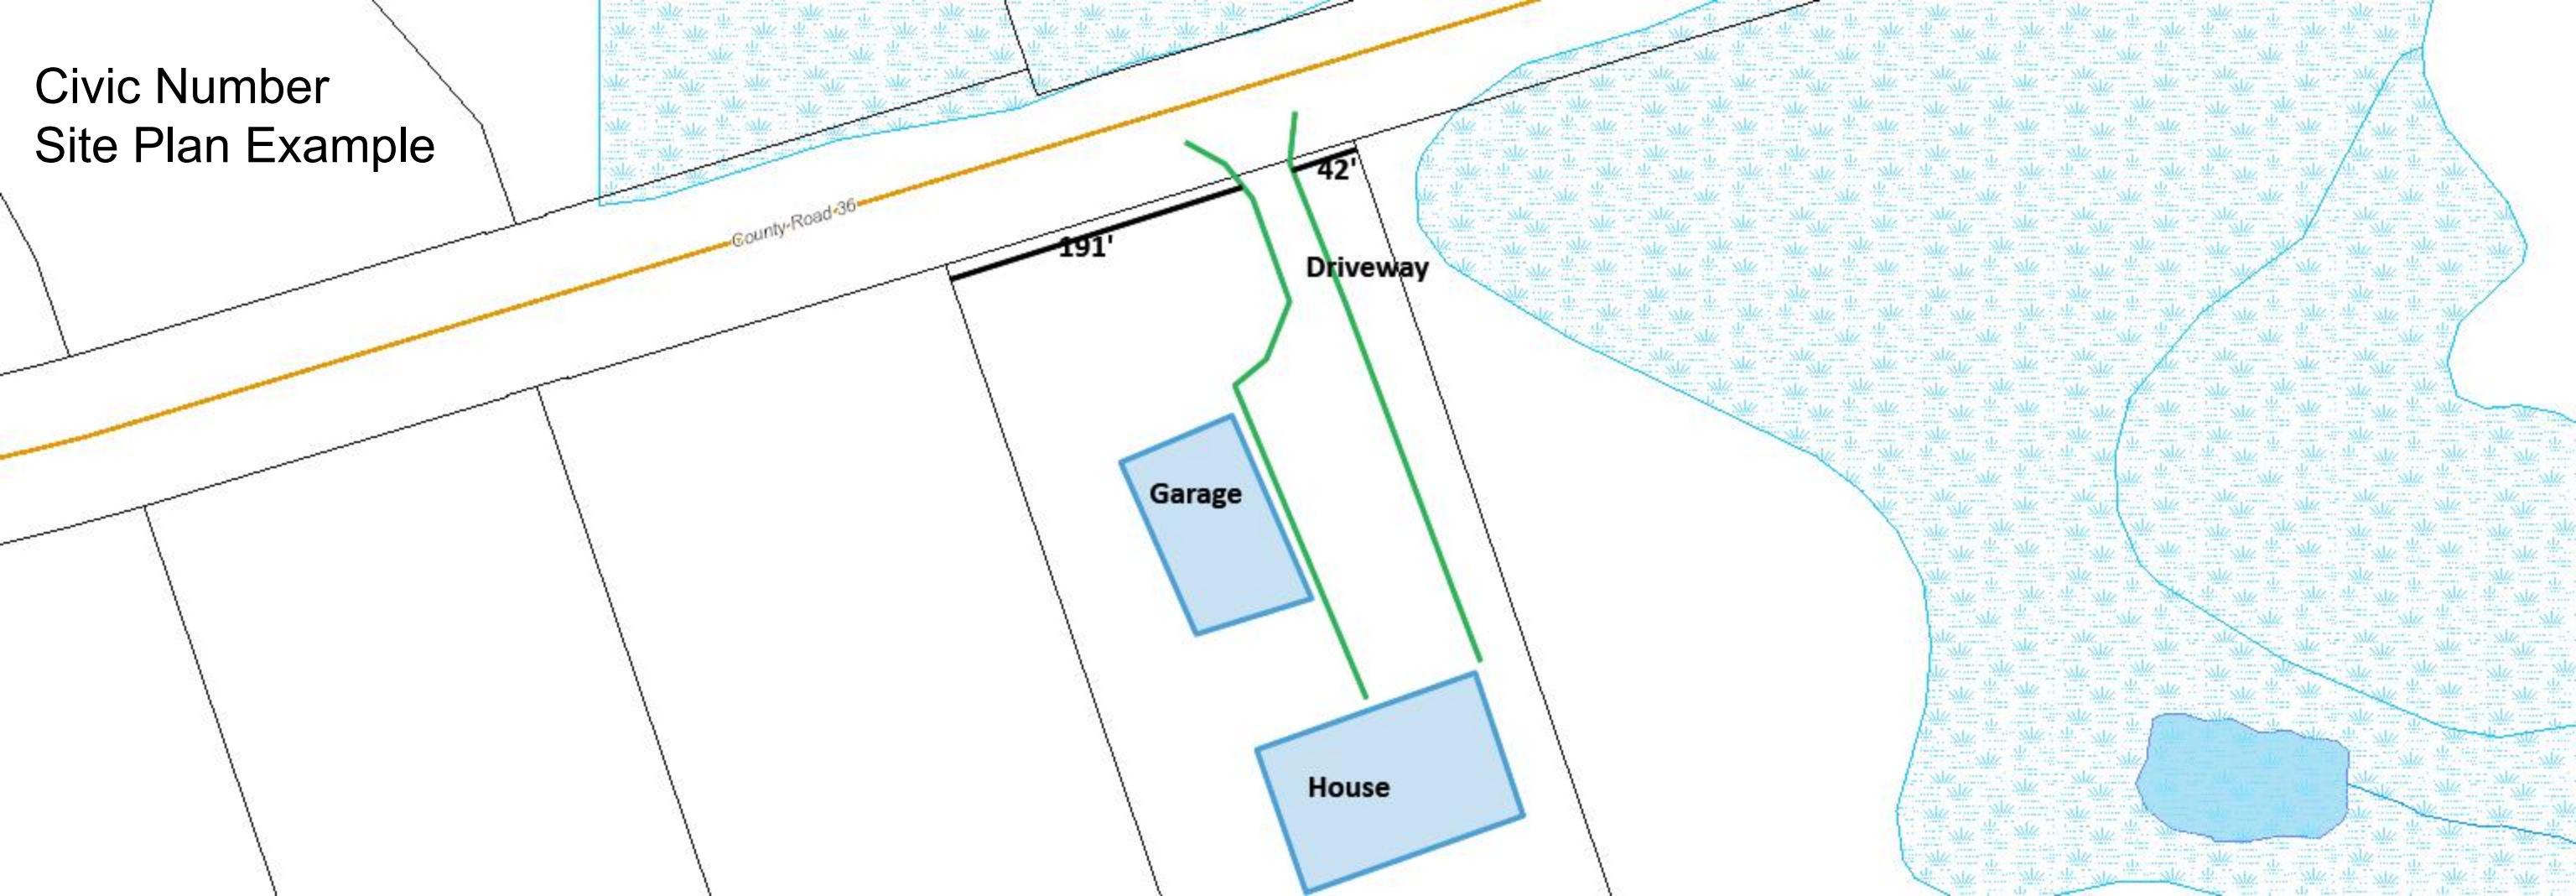 Civic Number
Site Plan Example
County-Road-36
42'
191'
Driveway
Garage
House